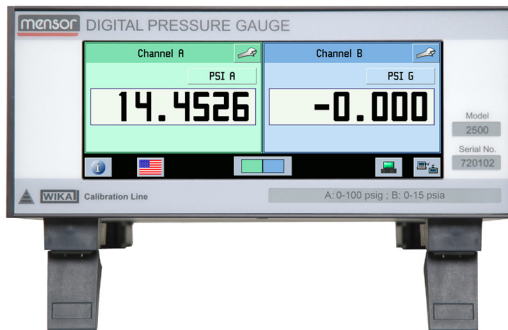 mensor DIGITAL PRESSURE GAUGE
Channel A
PSI A
14.4526
Channel B
PSI G
-0.000
Model
2500
Serial No.
720102
WIKAI Calibration Line
A: 0-100 psig ; B: 0-15 psia